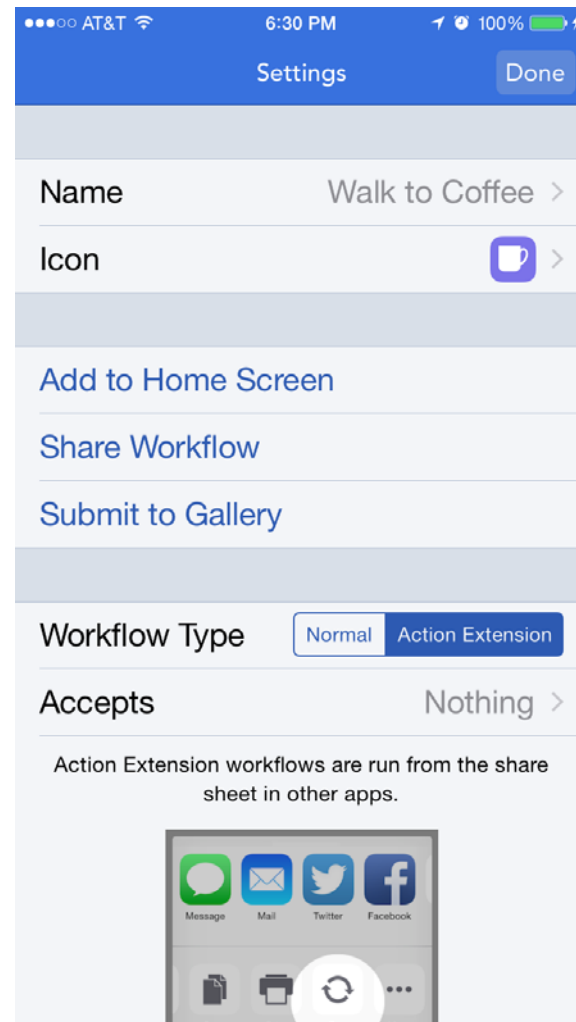 AT&T 6:30 PM 100%
Settings Done
Name Walk to Coffee
Icon
Add to Home Screen
Share Workflow
Submit to Gallery
Workflow Type Normal Action Extension
Accepts Nothing
Action Extension workflows are run from the share
sheet in other apps.
Message Mail Twitter Facebook